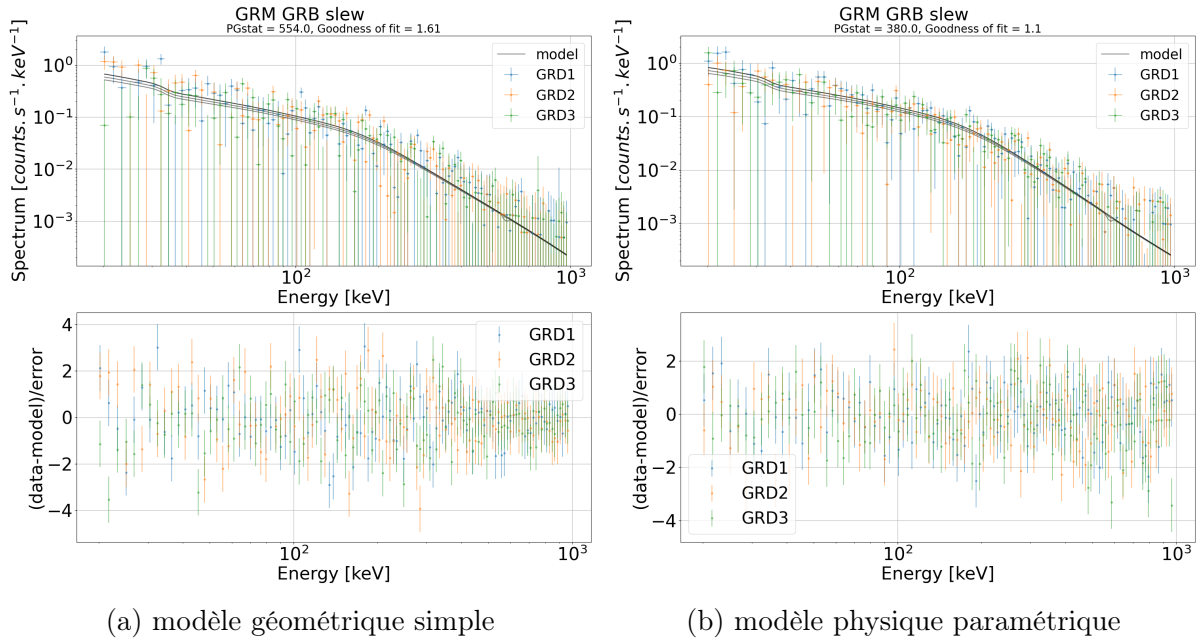 GRM GRB slew
PGstat = 554.0, Goodness of fit = 1.61
Spectrum [counts.s⁻¹.keV⁻¹]
10⁰
10⁻¹
10⁻²
10⁻³
model
GRD1
GRD2
GRD3
10²
10³
Energy [keV]
(data-model)/error
4
2
0
−2
−4
GRD1
GRD2
GRD3
10²
10³
Energy [keV]
(a) modèle géométrique simple
GRM GRB slew
PGstat = 380.0, Goodness of fit = 1.1
Spectrum [counts.s⁻¹.keV⁻¹]
10⁰
10⁻¹
10⁻²
10⁻³
model
GRD1
GRD2
GRD3
10²
10³
Energy [keV]
(data-model)/error
2
0
−2
−4
GRD1
GRD2
GRD3
10²
10³
Energy [keV]
(b) modèle physique paramétrique